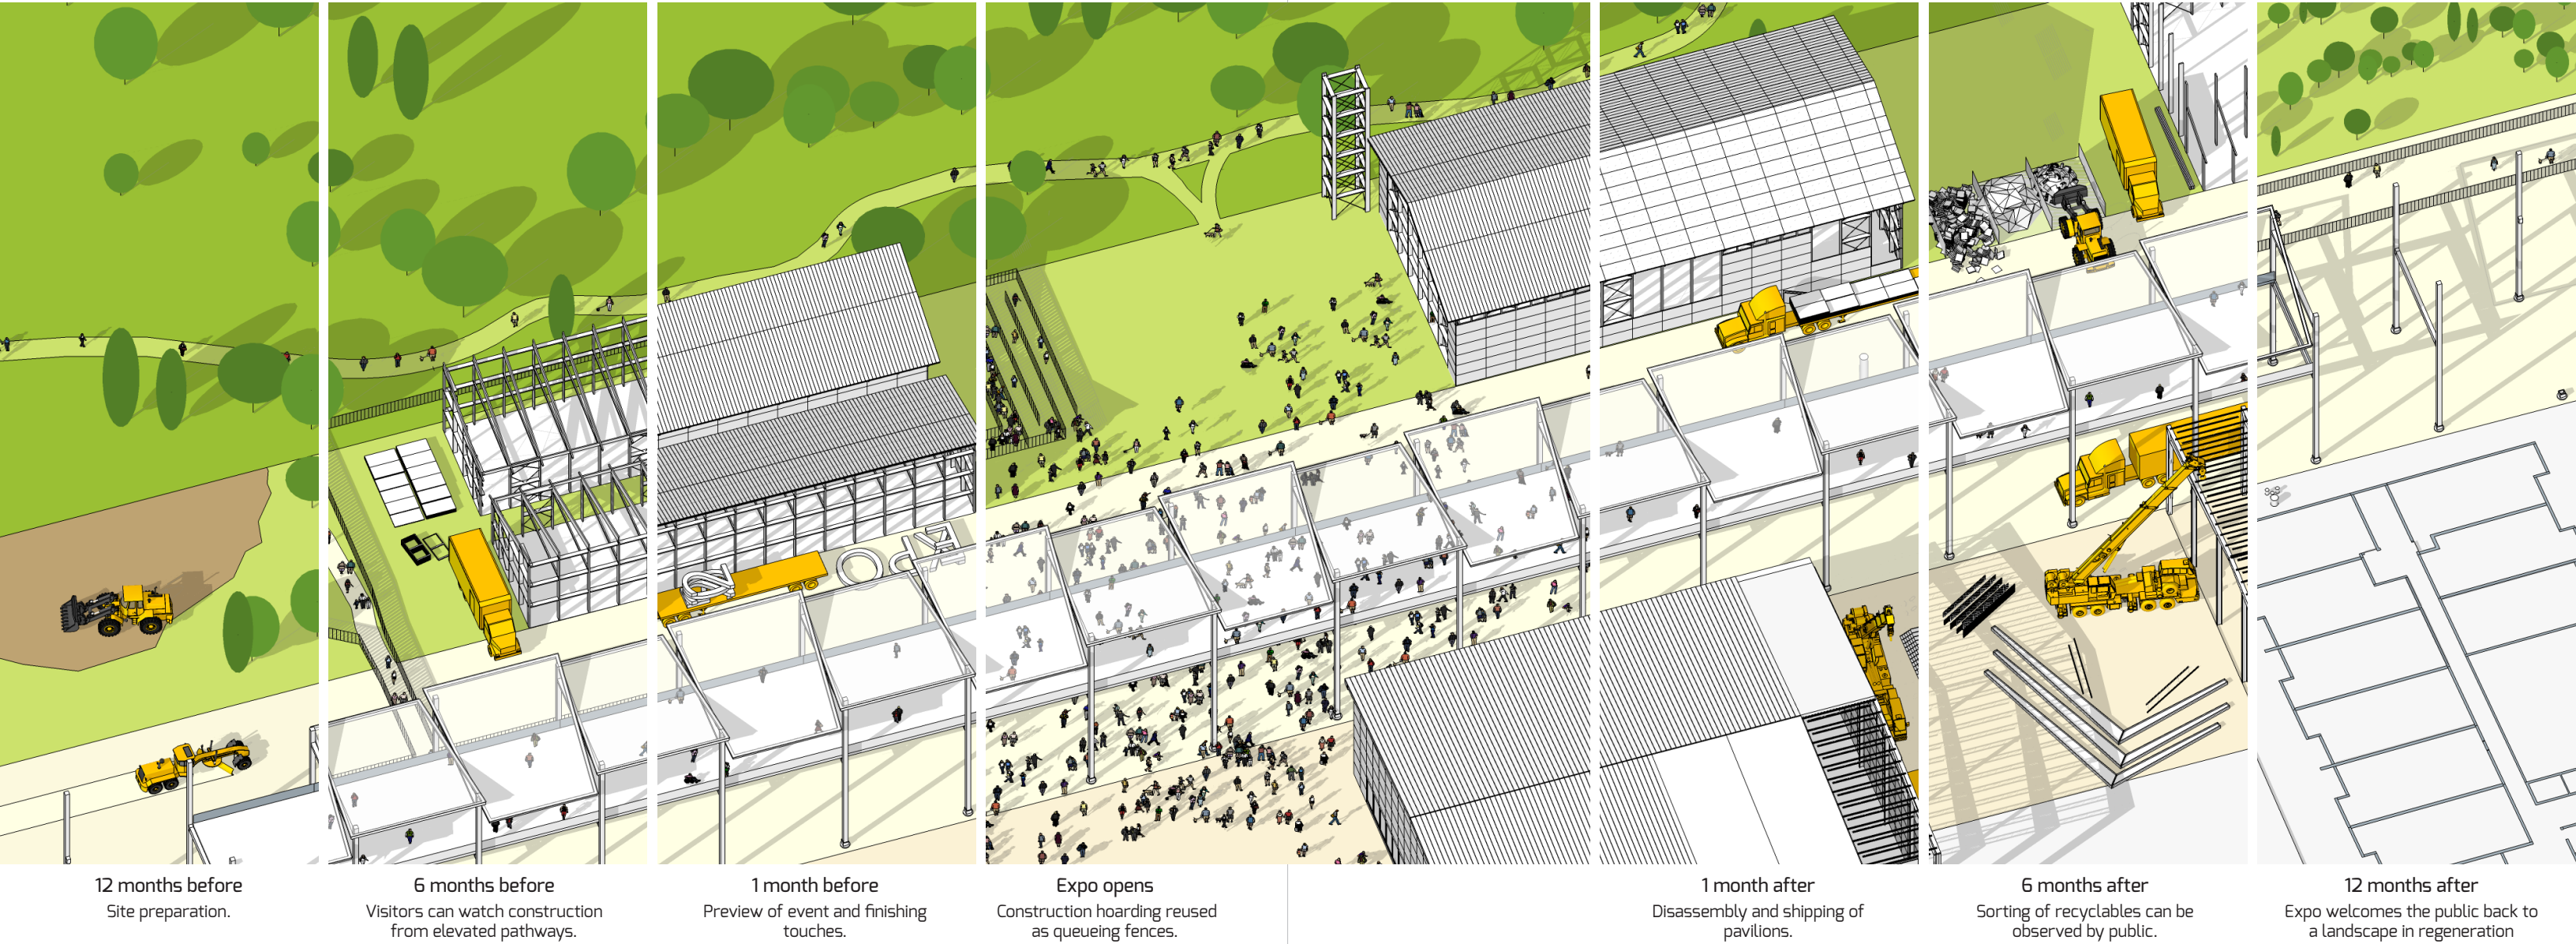 12 months before
Site preparation.
6 months before
Visitors can watch construction
from elevated pathways.
1 month before
Preview of event and finishing
touches.
Expo opens
Construction hoarding reused
as queueing fences.
1 month after
Disassembly and shipping of
pavilions.
6 months after
Sorting of recyclables can be
observed by public.
12 months after
Expo welcomes the public back to
a landscape in regeneration